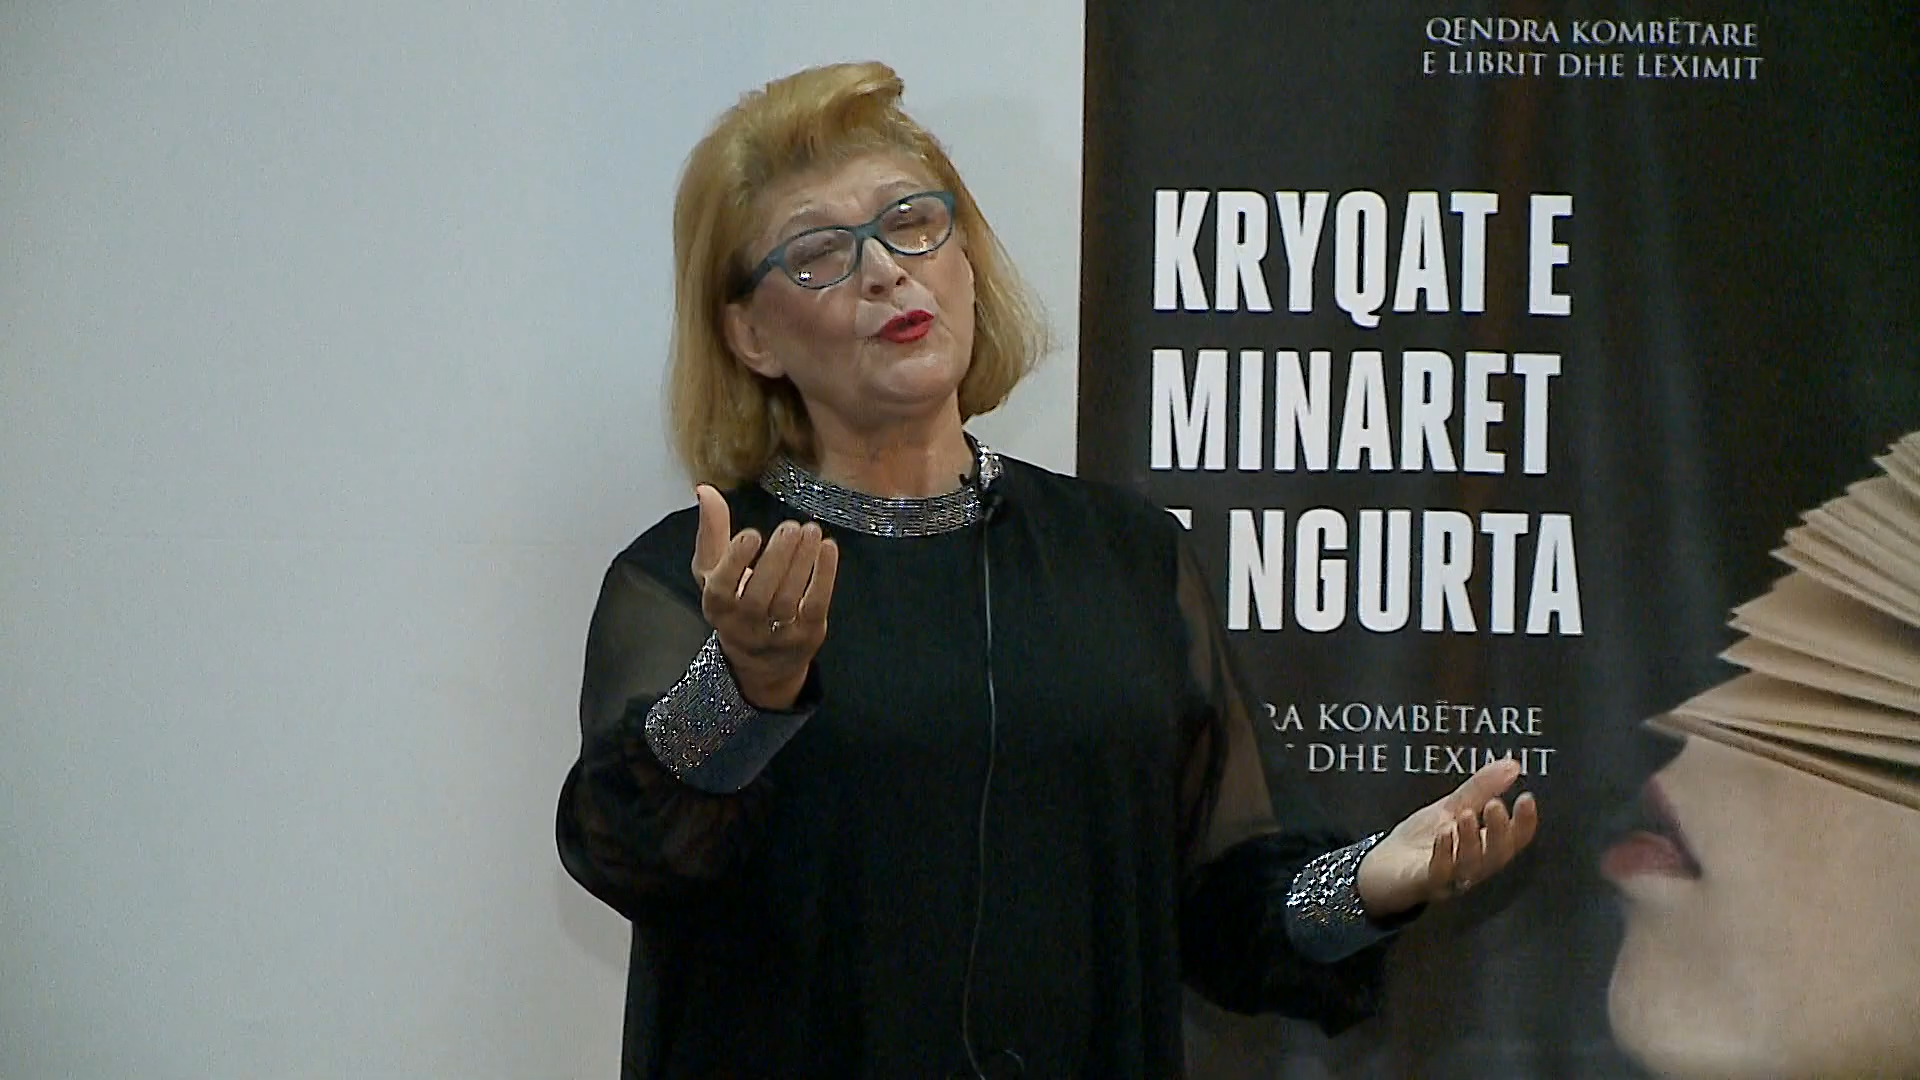 QENDRA KOMBËTARE
E LIBRIT DHE LEXIMIT
KRYQAT E
MINARET
NGURTA
KOMBËTARE
DHE LEXIMIT